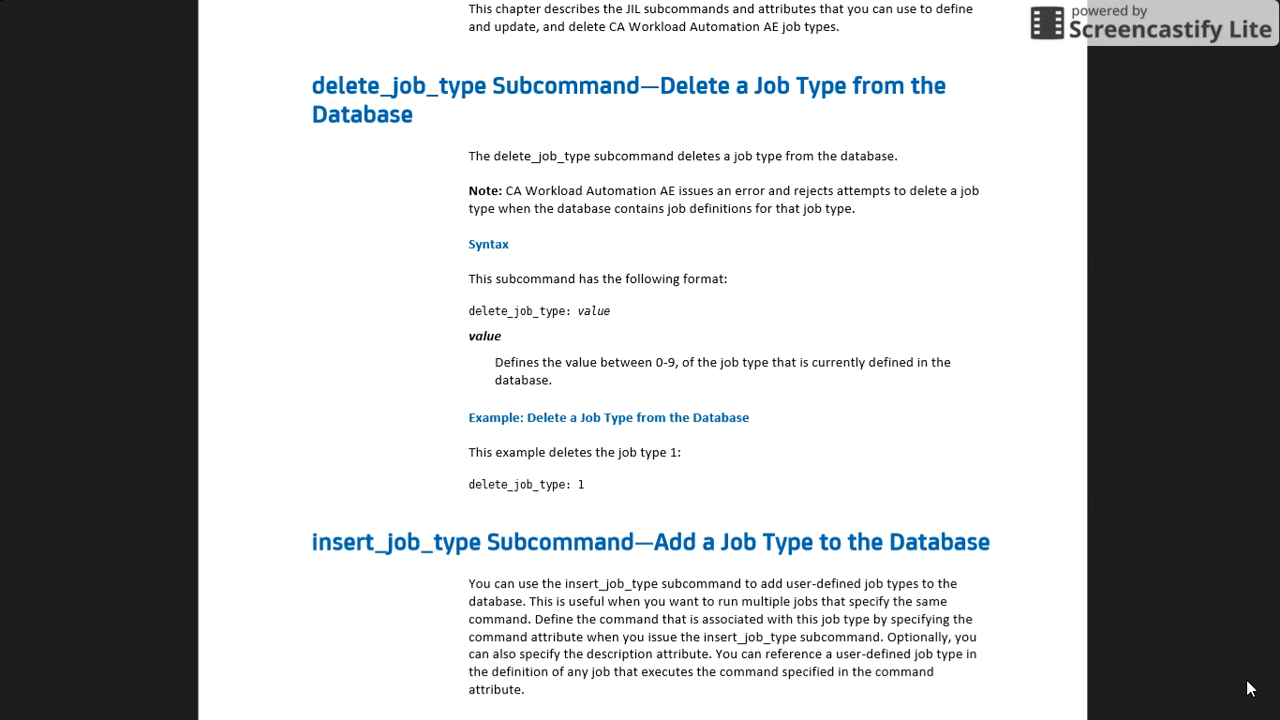 This chapter describes the JIL subcommands and attributes that you can use to define
and update, and delete CA Workload Automation AE job types.
powered by
Screencastify Lite
delete_job_type Subcommand—Delete a Job Type from the
Database
The delete_job_type subcommand deletes a job type from the database.
Note: CA Workload Automation AE issues an error and rejects attempts to delete a job
type when the database contains job definitions for that job type.
Syntax
This subcommand has the following format:
delete_job_type: value
value
Defines the value between 0-9, of the job type that is currently defined in the
database.
Example: Delete a Job Type from the Database
This example deletes the job type 1:
delete_job_type: 1
insert_job_type Subcommand—Add a Job Type to the Database
You can use the insert_job_type subcommand to add user-defined job types to the
database. This is useful when you want to run multiple jobs that specify the same
command. Define the command that is associated with this job type by specifying the
command attribute when you issue the insert_job_type subcommand. Optionally, you
can also specify the description attribute. You can reference a user-defined job type in
the definition of any job that executes the command specified in the command
attribute.